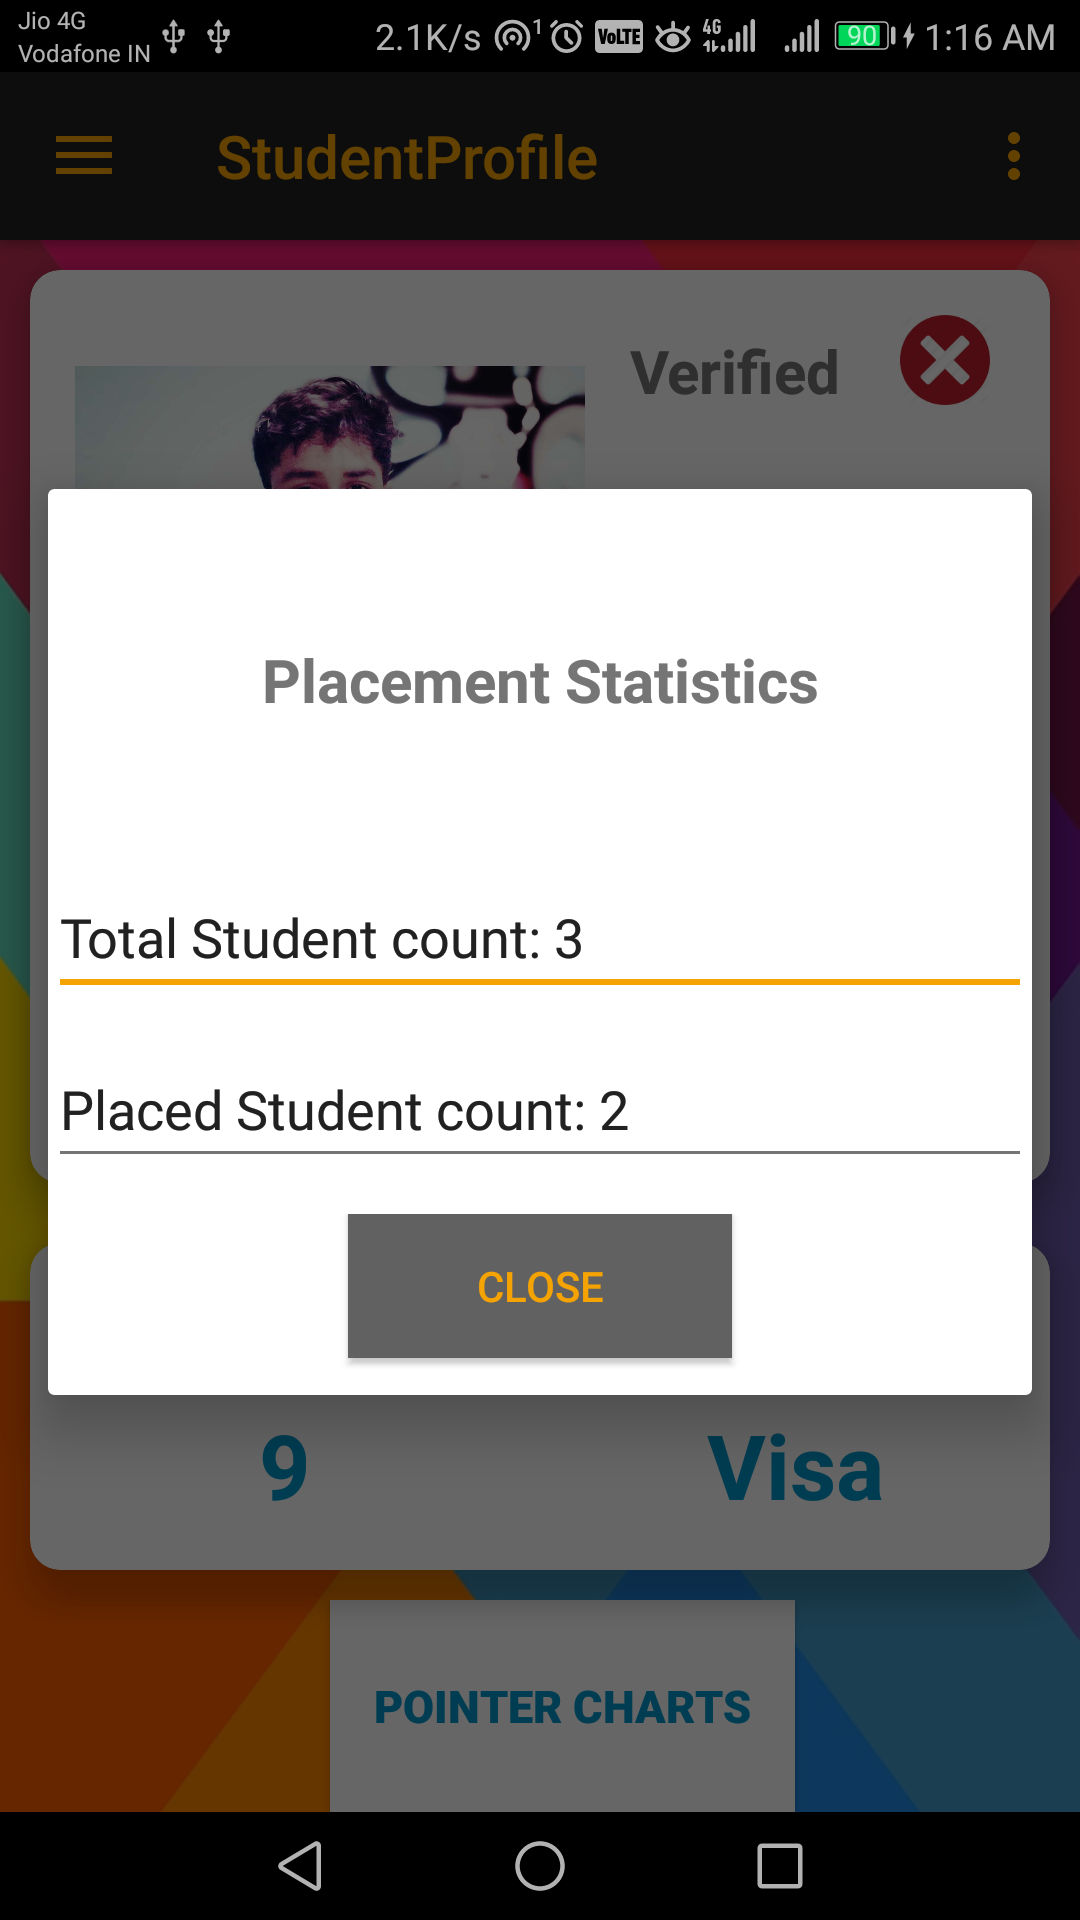 Jio 4G
Vodafone IN
2.1K/s 1 VoLTE 4G 90 1:16 AM
StudentProfile
Verified
Placement Statistics
Total Student count: 3
Placed Student count: 2
CLOSE
9 Visa
POINTER CHARTS